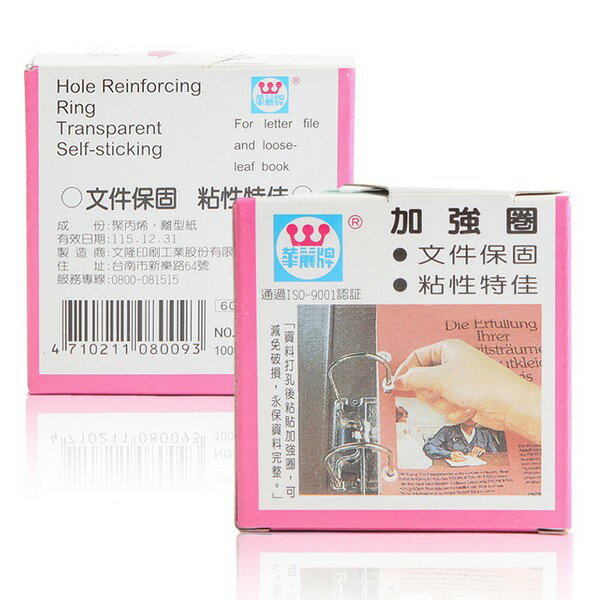 Hole Reinforcing
Ring
Transparent
Self-sticking
華麗牌
®
For letter file
and loose-
leaf book
○文件保固 粘性特佳○
成 份:聚丙烯、離型紙
有效日期:115.12.31
製 造 商:文隆印刷工業股份有限
住 址:台南市新樂路64號
服務專線:0800-081515
60
NO.
100
4 710211 080093
華麗牌
®
通過ISO-9001認証
加強圈
●文件保固
●粘性特佳
「資料打孔後粘貼加強圈，可
減免破損，永保資料完整。」
Die Erfüllung
Ihrer
itsträume
utklei
is